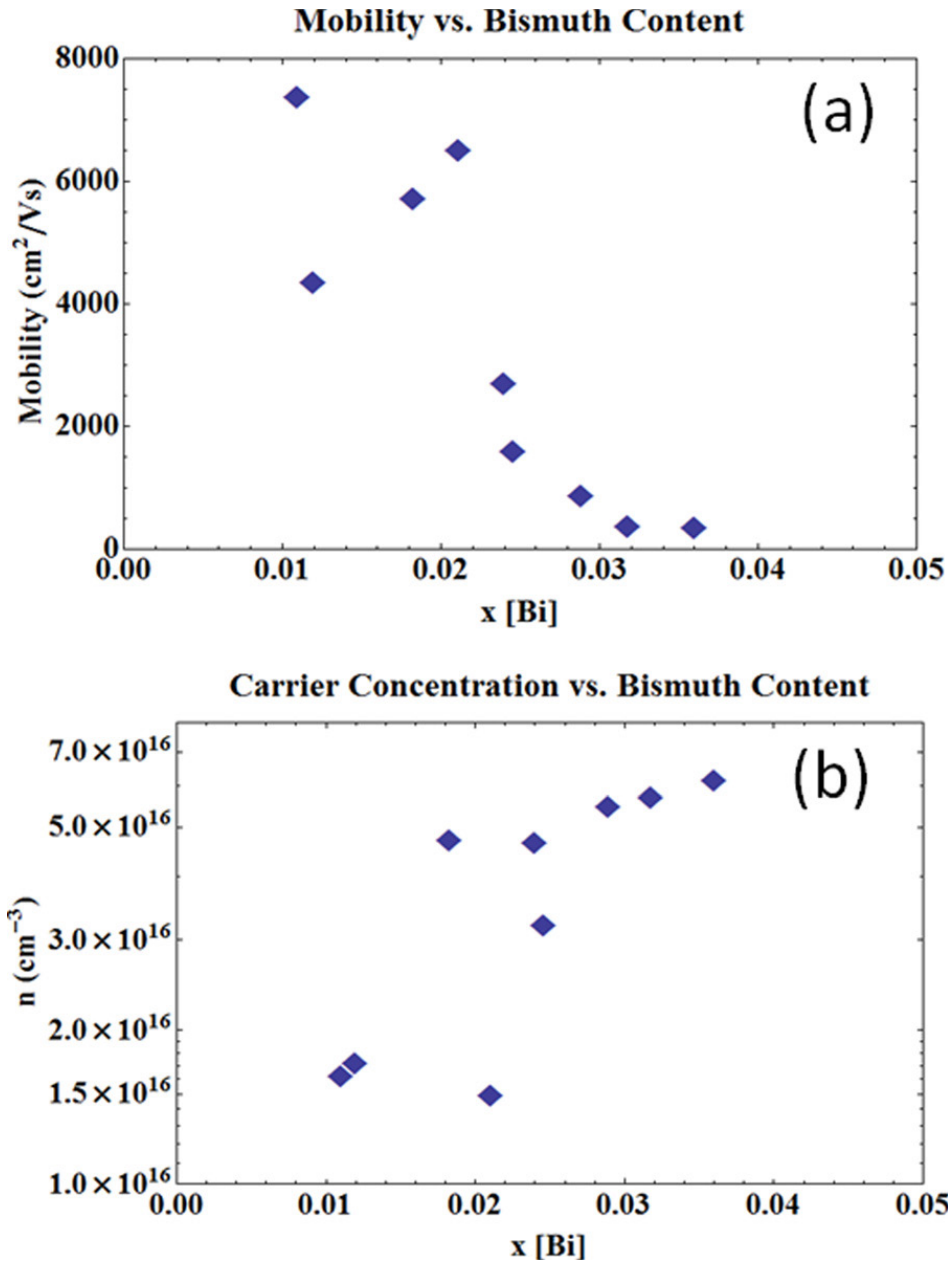 Mobility vs. Bismuth Content
(a)
8000
6000
4000
2000
0
Mobility (cm²/Vs)
0.00 0.01 0.02 0.03 0.04 0.05
x [Bi]
Carrier Concentration vs. Bismuth Content
(b)
7.0×10¹⁶
5.0×10¹⁶
3.0×10¹⁶
2.0×10¹⁶
1.5×10¹⁶
1.0×10¹⁶
n (cm⁻³)
0.00 0.01 0.02 0.03 0.04 0.05
x [Bi]